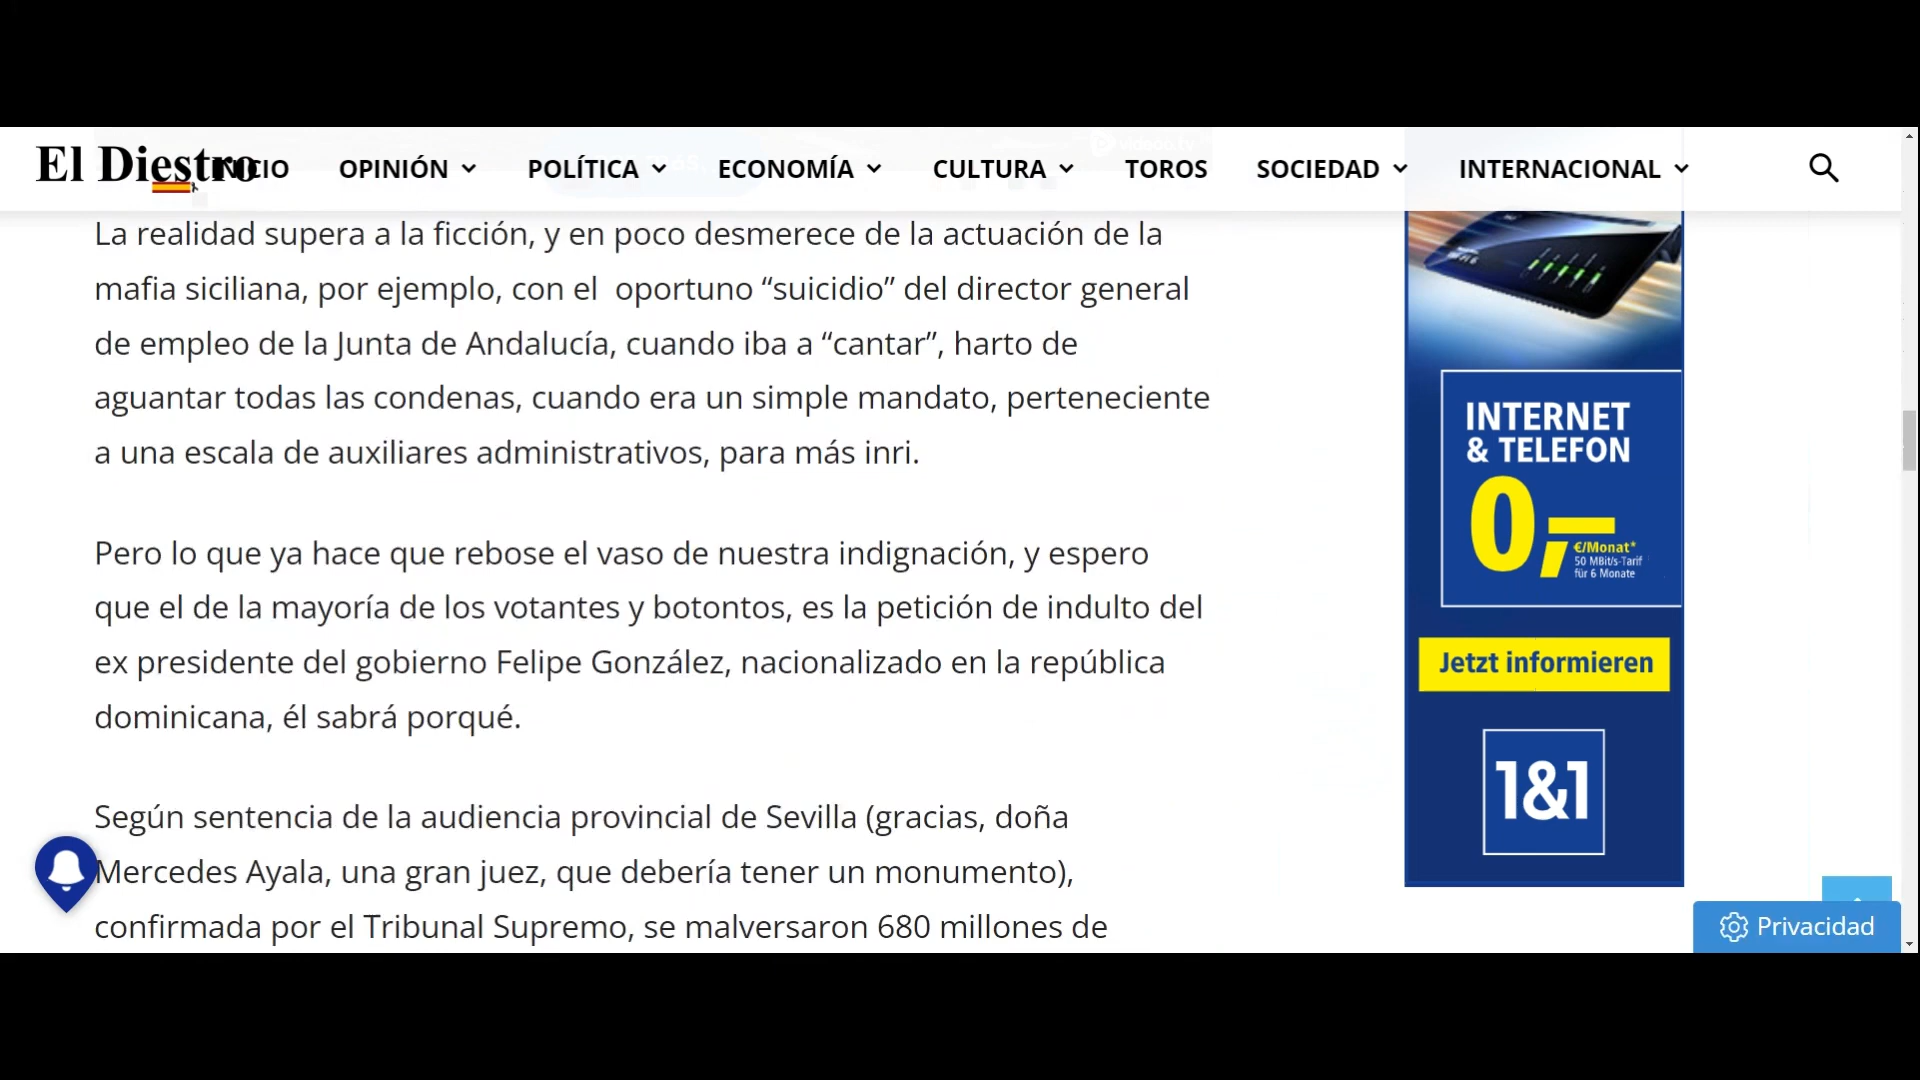 El Diestro
INICIO OPINIÓN POLÍTICA ECONOMÍA CULTURA TOROS SOCIEDAD INTERNACIONAL
La realidad supera a la ficción, y en poco desmerece de la actuación de la
mafia siciliana, por ejemplo, con el  oportuno “suicidio” del director general
de empleo de la Junta de Andalucía, cuando iba a “cantar”, harto de
aguantar todas las condenas, cuando era un simple mandato, perteneciente
a una escala de auxiliares administrativos, para más inri.
Pero lo que ya hace que rebose el vaso de nuestra indignación, y espero
que el de la mayoría de los votantes y botontos, es la petición de indulto del
ex presidente del gobierno Felipe González, nacionalizado en la república
dominicana, él sabrá porqué.
Según sentencia de la audiencia provincial de Sevilla (gracias, doña
Mercedes Ayala, una gran juez, que debería tener un monumento),
confirmada por el Tribunal Supremo, se malversaron 680 millones de
INTERNET
& TELEFON
0,–
€/Monat*
50 MBit/s-Tarif
für 6 Monate
Jetzt informieren
1&1
Privacidad